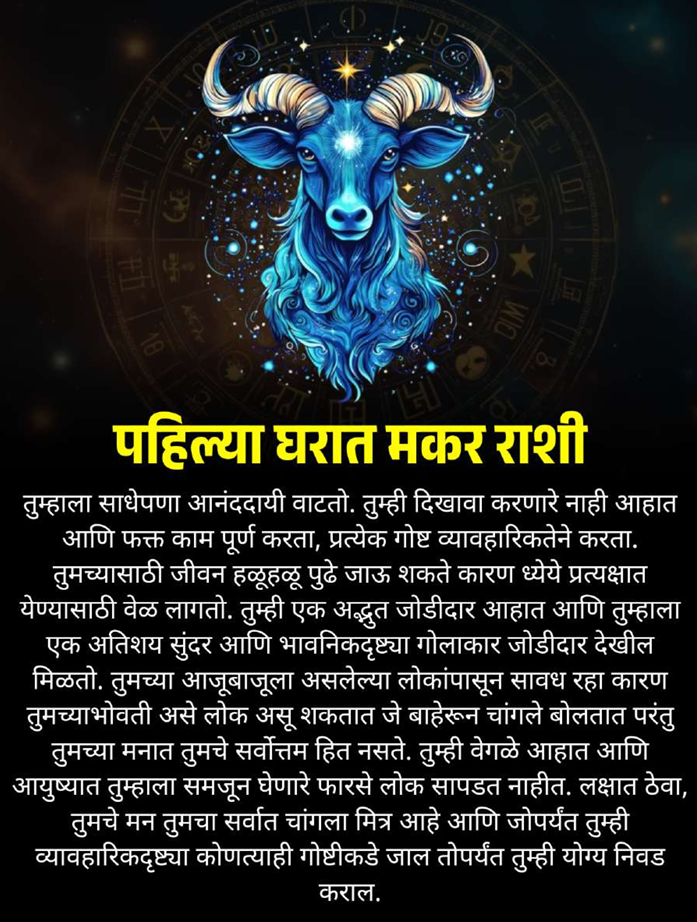 पहिल्या घरात मकर राशी
तुम्हाला साधेपणा आनंददायी वाटतो. तुम्ही दिखावा करणारे नाही आहात
आणि फक्त काम पूर्ण करता, प्रत्येक गोष्ट व्यावहारिकतेने करता.
तुमच्यासाठी जीवन हळूहळू पुढे जाऊ शकते कारण ध्येये प्रत्यक्षात
येण्यासाठी वेळ लागतो. तुम्ही एक अद्भुत जोडीदार आहात आणि तुम्हाला
एक अतिशय सुंदर आणि भावनिकदृष्ट्या गोलाकार जोडीदार देखील
मिळतो. तुमच्या आजूबाजूला असलेल्या लोकांपासून सावध रहा कारण
तुमच्याभोवती असे लोक असू शकतात जे बाहेरून चांगले बोलतात परंतु
तुमच्या मनात तुमचे सर्वोत्तम हित नसते. तुम्ही वेगळे आहात आणि
आयुष्यात तुम्हाला समजून घेणारे फारसे लोक सापडत नाहीत. लक्षात ठेवा,
तुमचे मन तुमचा सर्वात चांगला मित्र आहे आणि जोपर्यंत तुम्ही
व्यावहारिकदृष्ट्या कोणत्याही गोष्टीकडे जाल तोपर्यंत तुम्ही योग्य निवड
कराल.